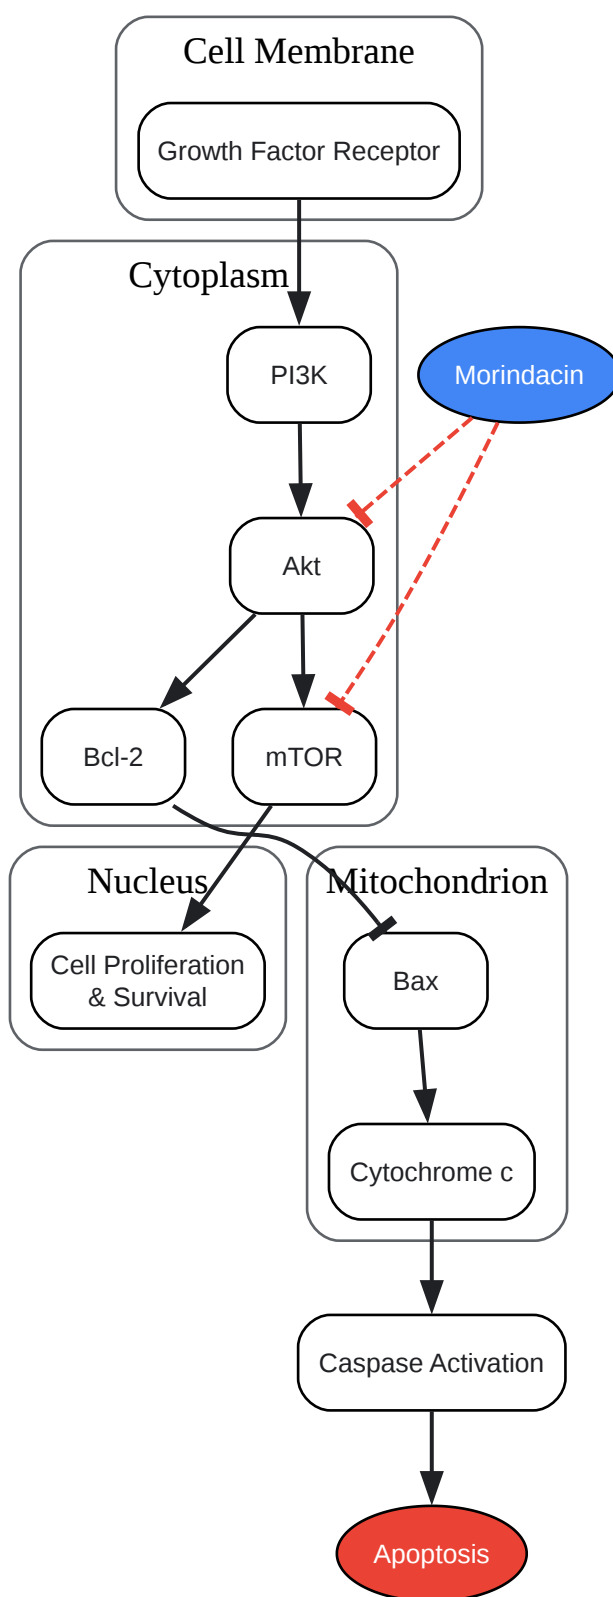 Cell Membrane
Growth Factor Receptor
Cytoplasm
PI3K
Morindacin
Akt
Bcl-2
mTOR
Nucleus
Mitochondrion
Cell Proliferation
& Survival
Bax
Cytochrome c
Caspase Activation
Apoptosis